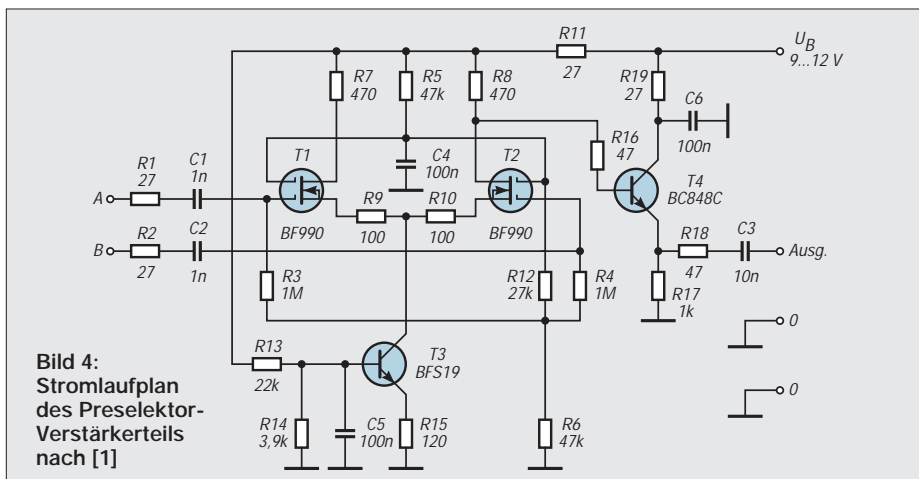 R11
27
U_B
9...12 V
R7
470
R5
47k
R8
470
R19
27
C6
100n
R16
47
T1
C4
100n
T2
T4
BC848C
R1
27
C1
1n
A
R9
100
R10
100
BF990
BF990
B
R2
27
C2
1n
R18
47
C3
10n
Ausg.
R3
1M
R12
27k
R4
1M
R17
1k
0
0
R13
22k
T3
BFS19
R14
3,9k
C5
100n
R15
120
R6
47k
Bild 4:
Stromlaufplan
des Preselektor-
Verstärkerteils
nach [1]